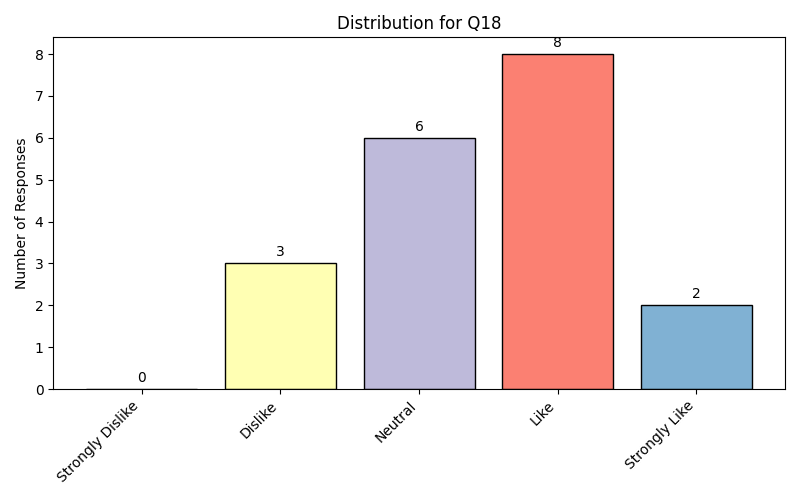 Distribution for Q18
Number of Responses
8
7
6
5
4
3
2
1
0
0
3
6
8
2
Strongly Dislike
Dislike
Neutral
Like
Strongly Like